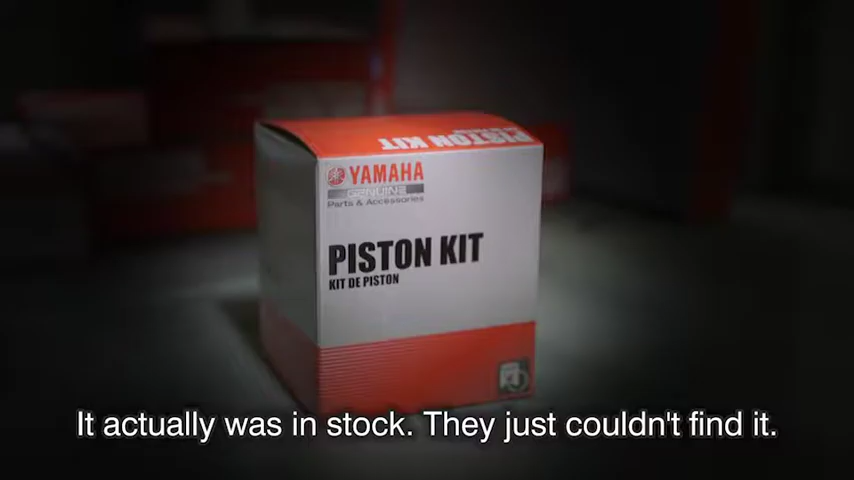 PISTON KIT
YAMAHA
GENUINE
Parts & Accessories
PISTON KIT
KIT DE PISTON
It actually was in stock. They just couldn't find it.